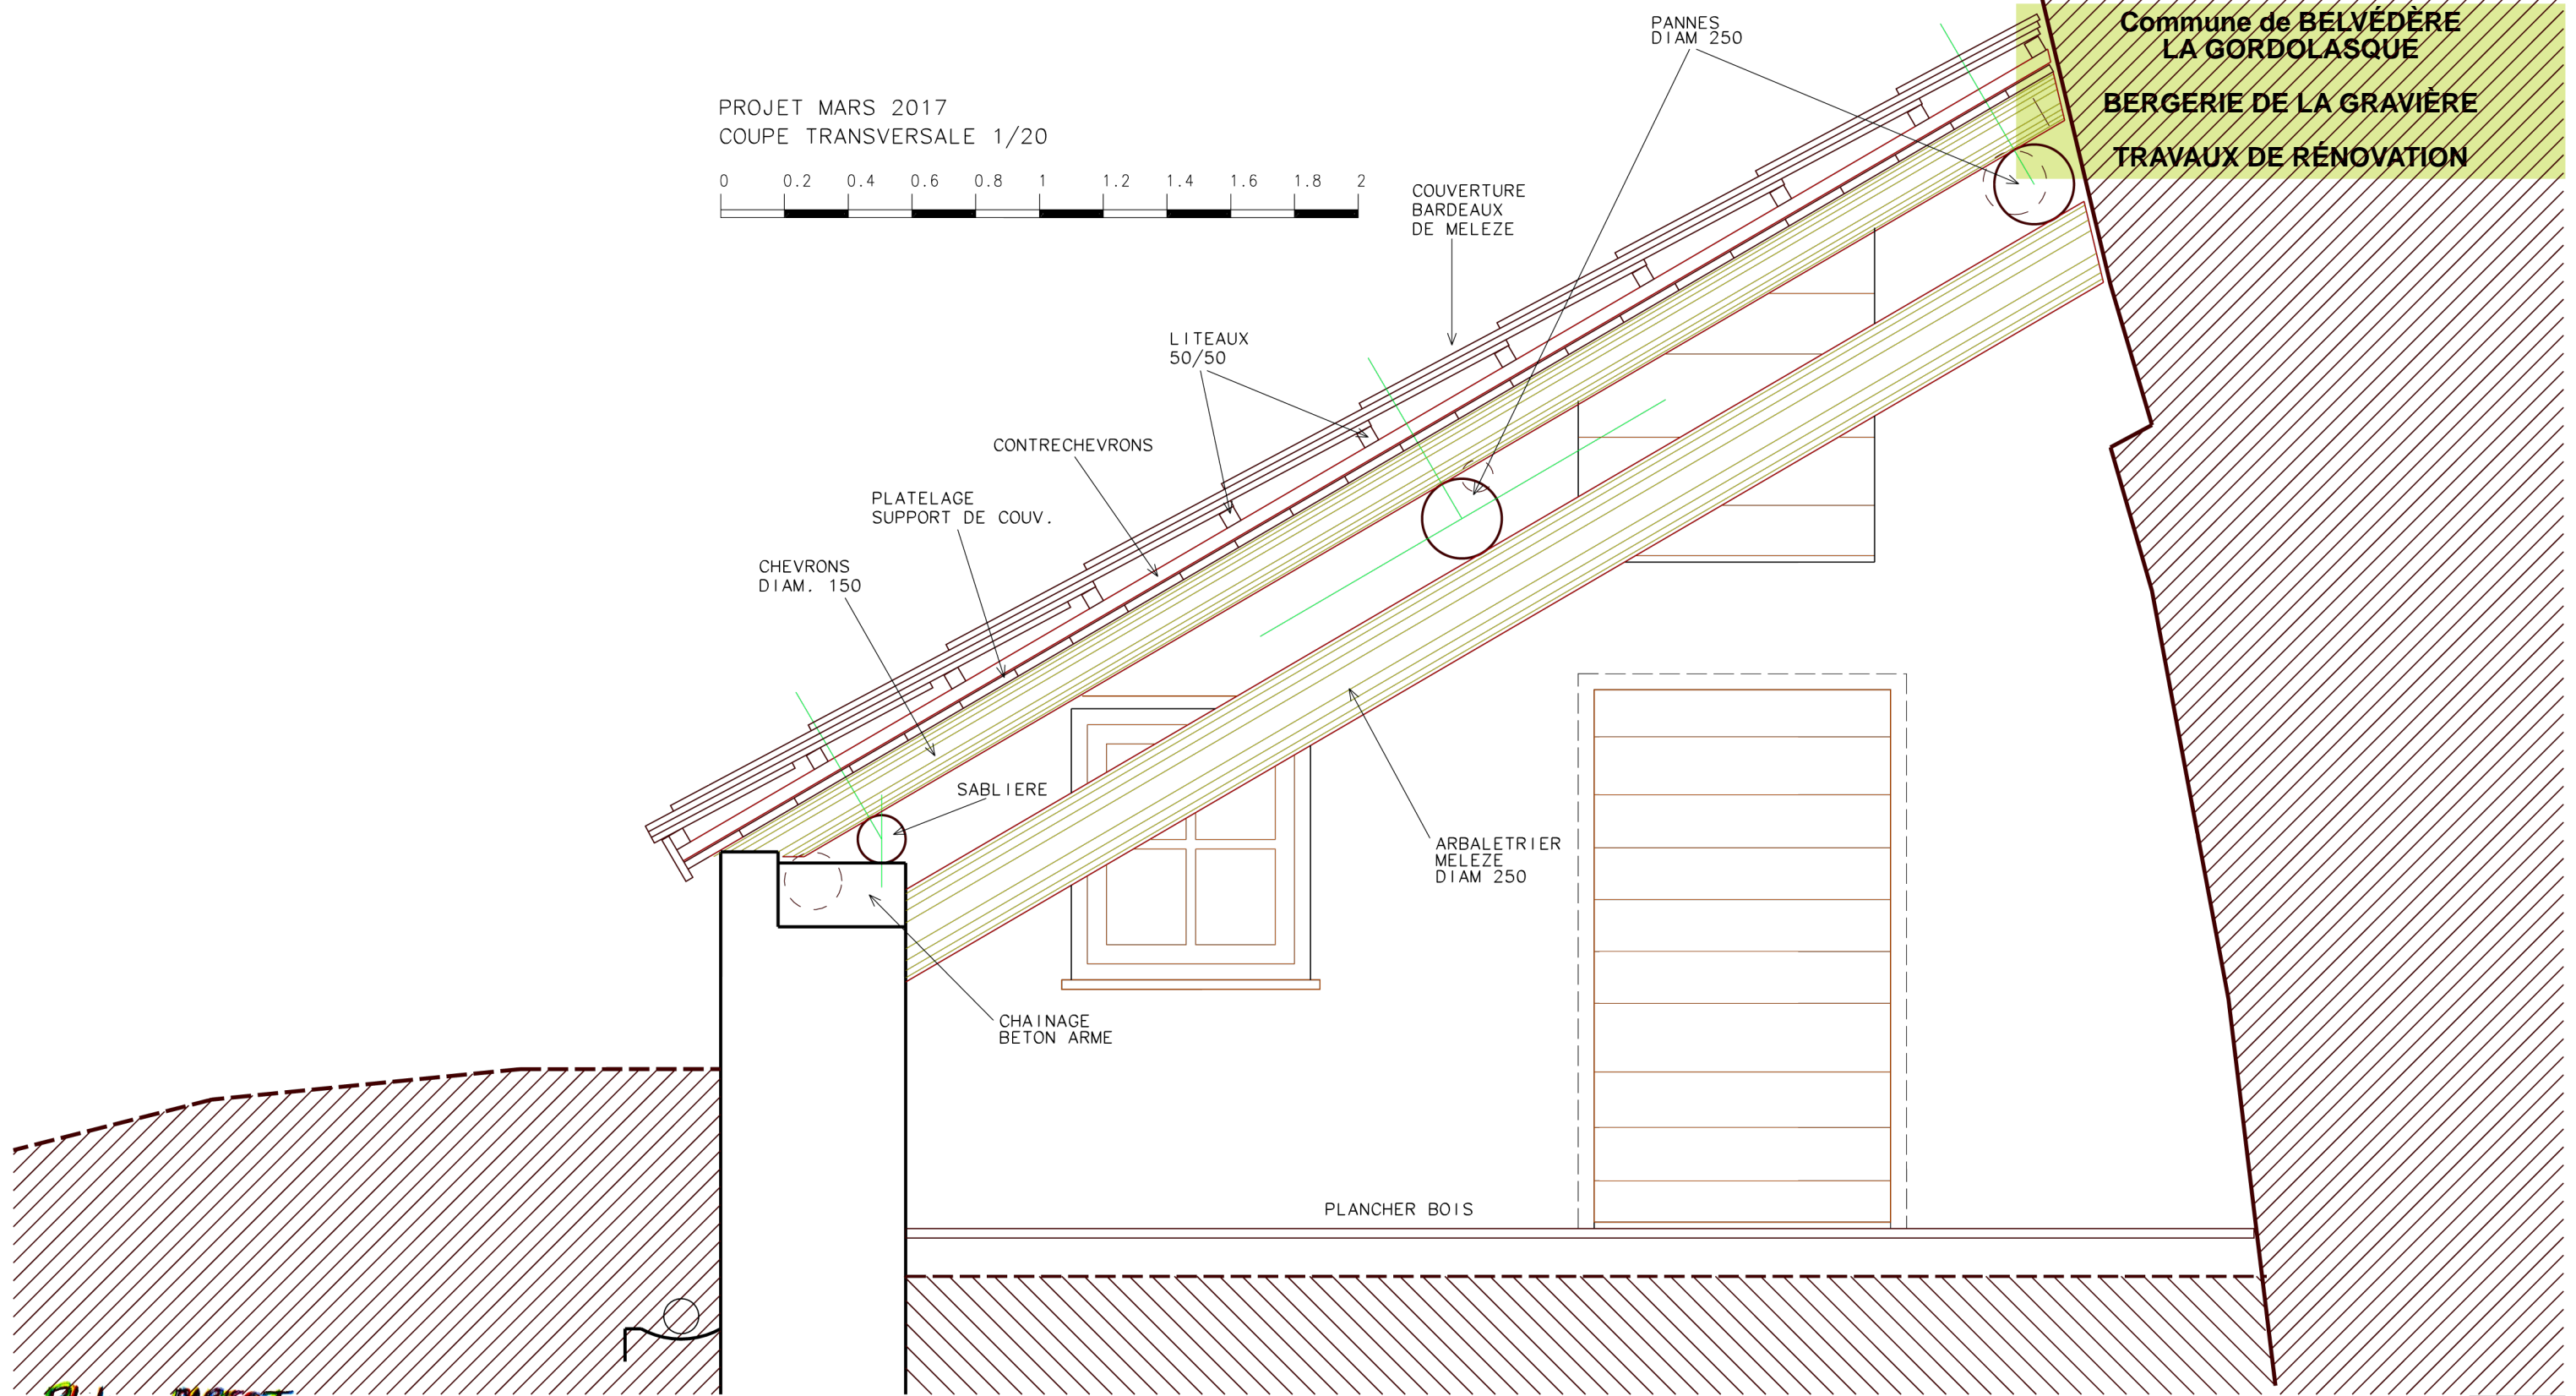 PANNES
DIAM 250
Commune de BELVÉDÈRE
LA GORDOLASQUE
BERGERIE DE LA GRAVIÈRE
TRAVAUX DE RÉNOVATION
PROJET MARS 2017
COUPE TRANSVERSALE 1/20
0 0.2 0.4 0.6 0.8 1 1.2 1.4 1.6 1.8 2
COUVERTURE
BARDEAUX
DE MELEZE
LITEAUX
50/50
CONTRECHEVRONS
PLATELAGE
SUPPORT DE COUV.
CHEVRONS
DIAM. 150
SABLIERE
ARBALETRIER
MELEZE
DIAM 250
CHAINAGE
BETON ARME
PLANCHER BOIS